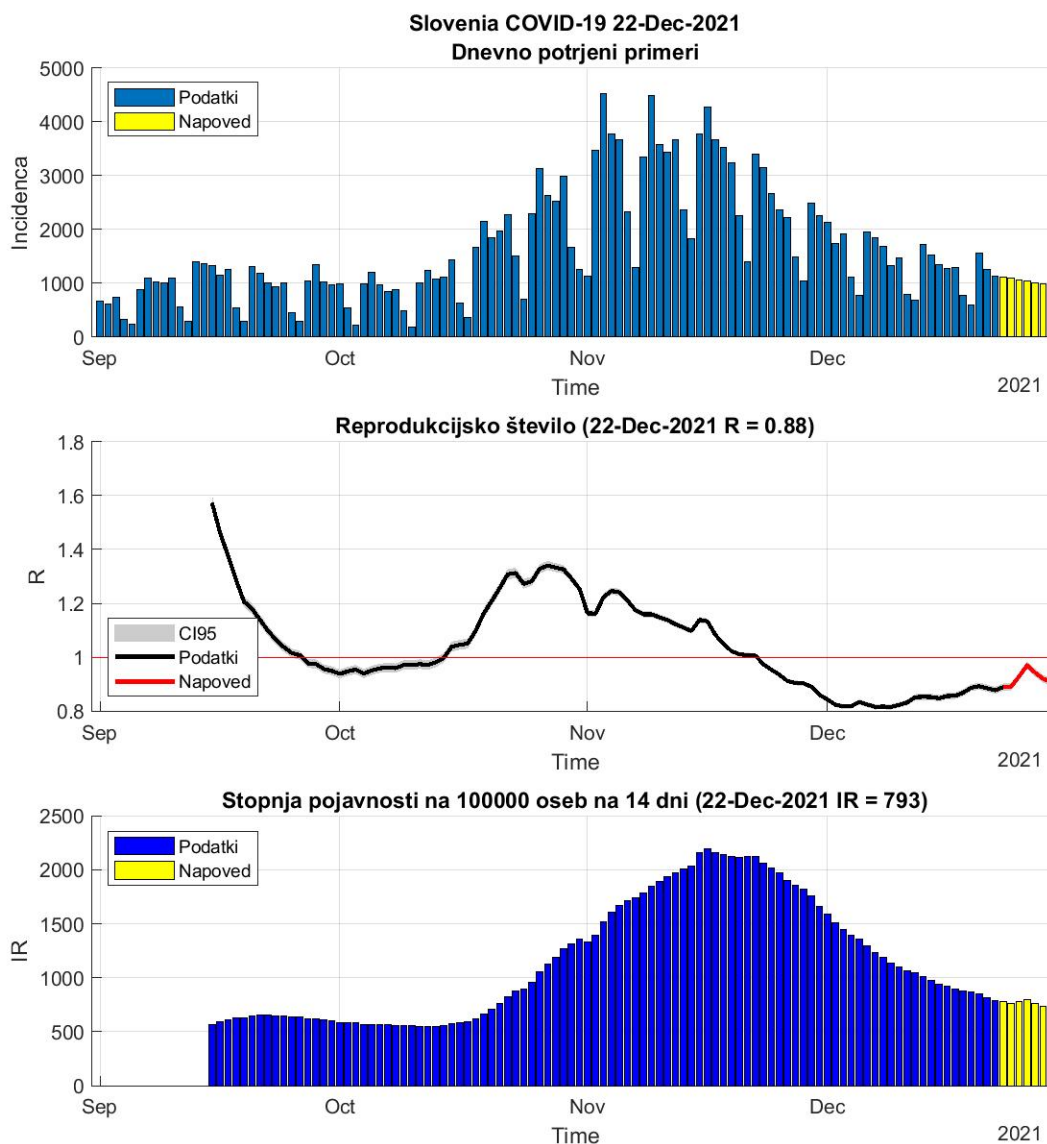 Slovenia COVID-19 22-Dec-2021
Dnevno potrjeni primeri
5000
4000
3000
2000
1000
0
Incidenca
Podatki
Napoved
Sep
Oct
Nov
Dec
Time
2021
Reprodukcijsko število (22-Dec-2021 R = 0.88)
1.8
1.6
1.4
1.2
1
0.8
R
CI95
Podatki
Napoved
Sep
Oct
Nov
Dec
Time
2021
Stopnja pojavnosti na 100000 oseb na 14 dni (22-Dec-2021 IR = 793)
2500
2000
1500
1000
500
0
IR
Podatki
Napoved
Sep
Oct
Nov
Dec
Time
2021